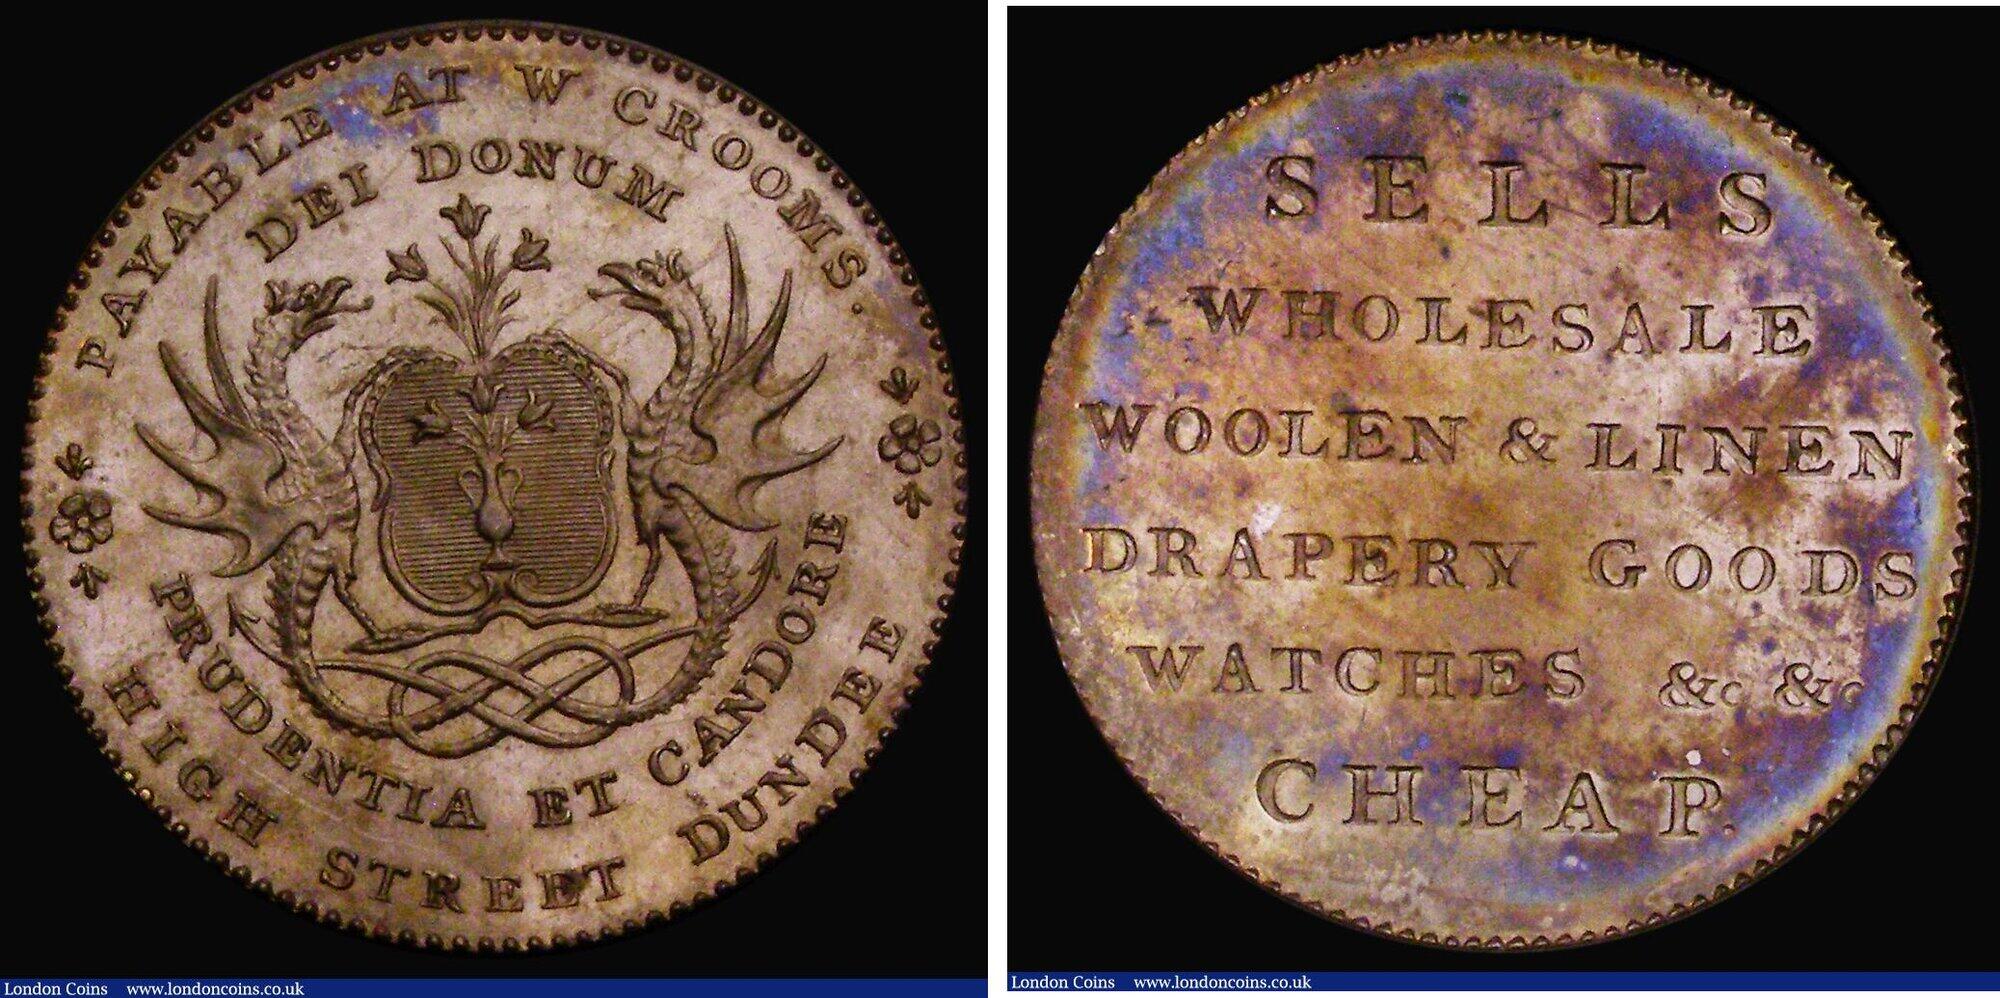 PAYABLE AT W CROOMS.
DEI DONUM
PRUDENTIA ET CANDORE
HIGH STREET DUNDEE
London Coins www.londoncoins.co.uk
SELLS
WHOLESALE
WOOLEN & LINEN
DRAPERY GOODS
WATCHES &c &c
CHEAP.
London Coins www.londoncoins.co.uk